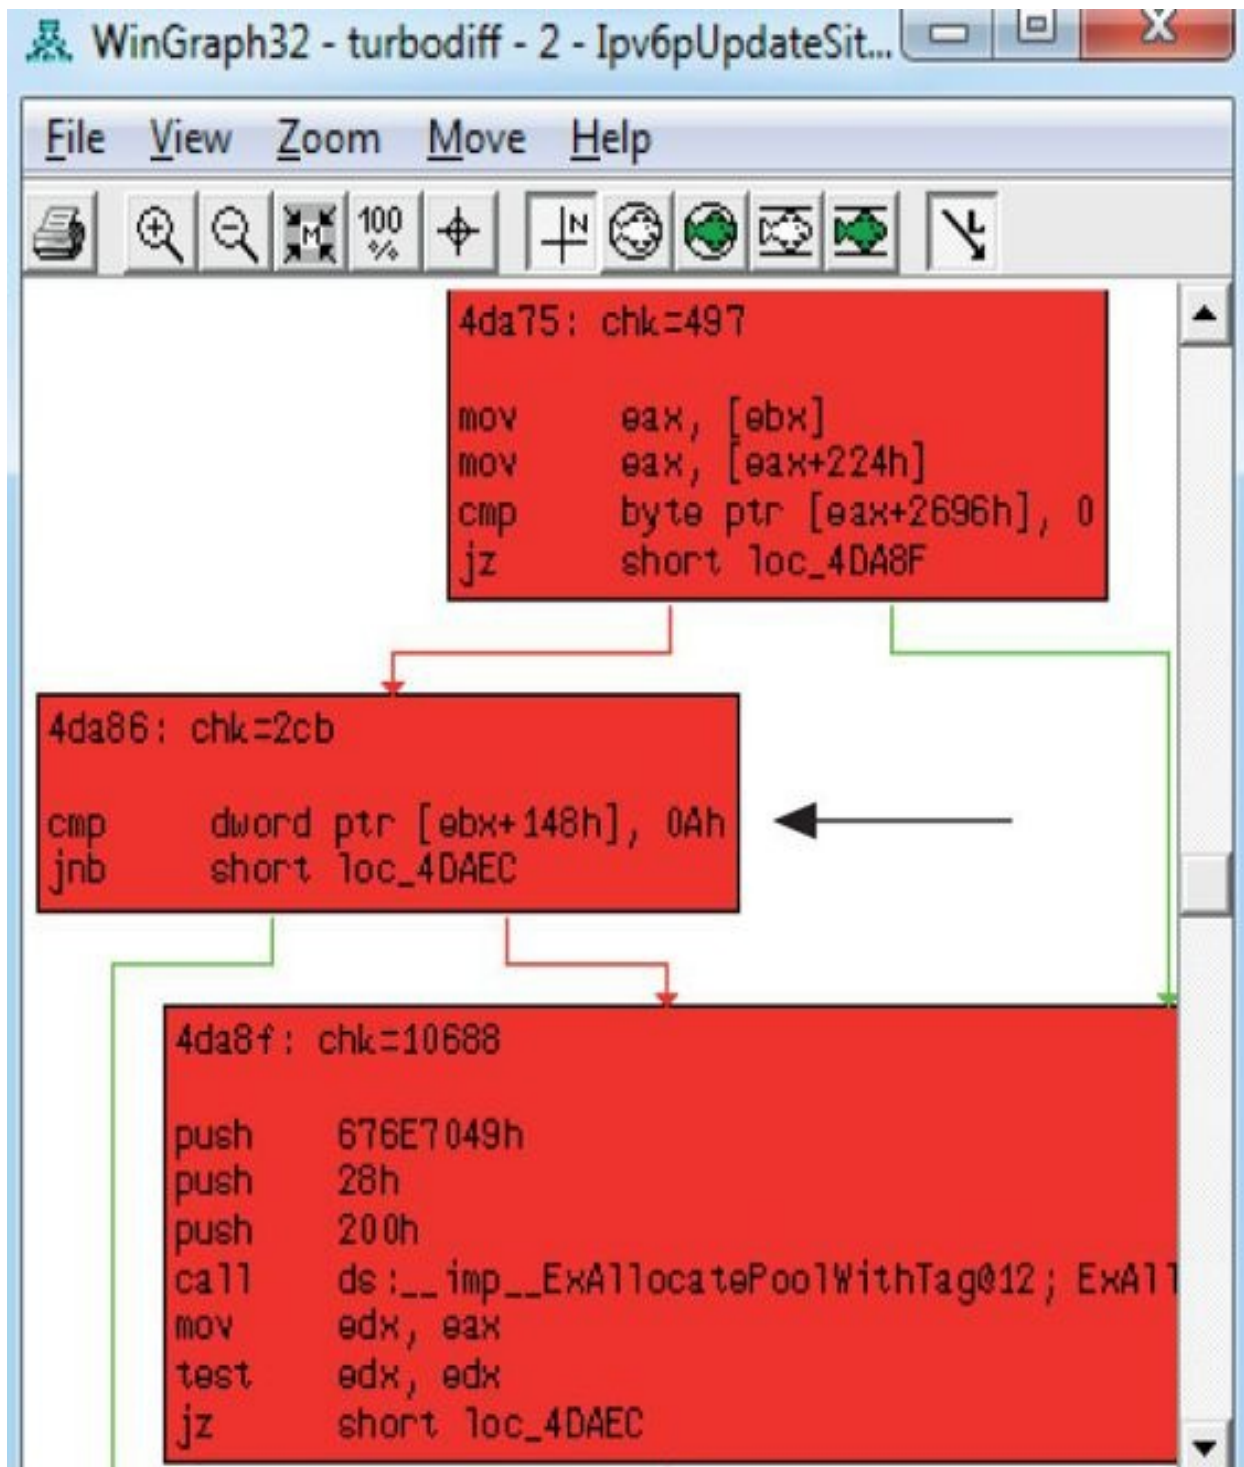 WinGraph32 - turbodiff - 2 - Ipv6pUpdateSit...
File View Zoom Move Help
M 100 % N L
4da75: chk=497
mov eax, [ebx]
mov eax, [eax+224h]
cmp byte ptr [eax+2696h], 0
jz short loc_4DA8F
4da86: chk=2cb
cmp dword ptr [ebx+148h], 0Ah
jnb short loc_4DAEC
4da8f: chk=10688
push 676E7049h
push 28h
push 200h
call ds:__imp__ExAllocatePoolWithTag@12; ExAll
mov edx, eax
test edx, edx
jz short loc_4DAEC